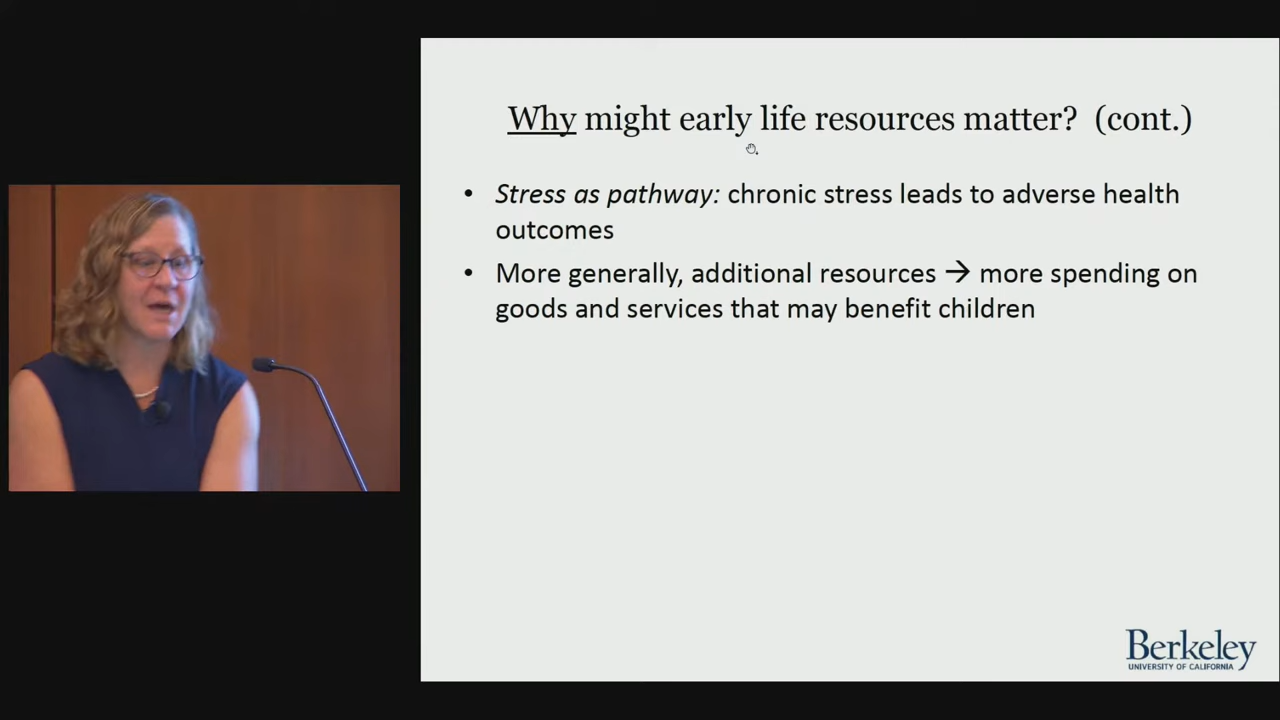 Why might early life resources matter? (cont.)
• Stress as pathway: chronic stress leads to adverse health
outcomes
• More generally, additional resources → more spending on
goods and services that may benefit children
Berkeley
UNIVERSITY OF CALIFORNIA